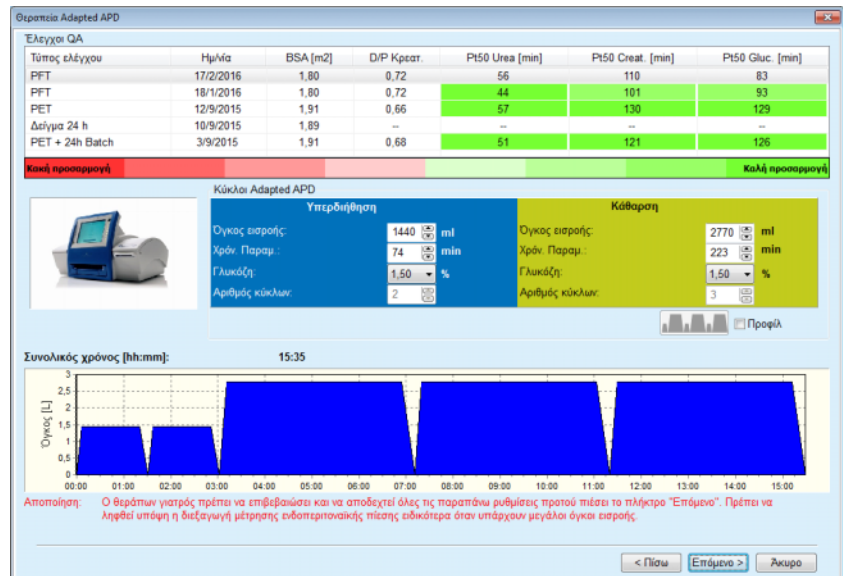 Θεραπεία Adapted APD
Έλεγχοι QA
Τύπος ελέγχου Ημ/νία BSA [m2] D/P Κρεατ. Pt50 Urea [min] Pt50 Creat. [min] Pt50 Gluc. [min]
PFT 17/2/2016 1,80 0,72 56 110 83
PFT 18/1/2016 1,80 0,72 44 101 93
PET 12/9/2015 1,91 0,66 57 130 129
Δείγμα 24 h 10/9/2015 1,89 -- -- -- --
PET + 24h Batch 3/9/2015 1,91 0,68 51 121 126
Κακή προσαρμογή Καλή προσαρμογή
Κύκλοι Adapted APD
Υπερδιήθηση Κάθαρση
Όγκος εισροής: 1440 ml Όγκος εισροής: 2770 ml
Χρόν. Παραμ.: 74 min Χρόν. Παραμ.: 223 min
Γλυκόζη: 1,50 % Γλυκόζη: 1,50 %
Αριθμός κύκλων: 2 Αριθμός κύκλων: 3
Προφίλ
Συνολικός χρόνος [hh:mm]: 15:35
Όγκος [L]
3
2,5
2
1,5
1
0,5
0
00:00 01:00 02:00 03:00 04:00 05:00 06:00 07:00 08:00 09:00 10:00 11:00 12:00 13:00 14:00 15:00
Αποποίηση: Ο θεράπων γιατρός πρέπει να επιβεβαιώσει και να αποδεχτεί όλες τις παραπάνω ρυθμίσεις προτού πιέσει το πλήκτρο "Επόμενο". Πρέπει να
ληφθεί υπόψη η διεξαγωγή μέτρησης ενδοπεριτοναϊκής πίεσης ειδικότερα όταν υπάρχουν μεγάλοι όγκοι εισροής.
< Πίσω Επόμενο > Άκυρο